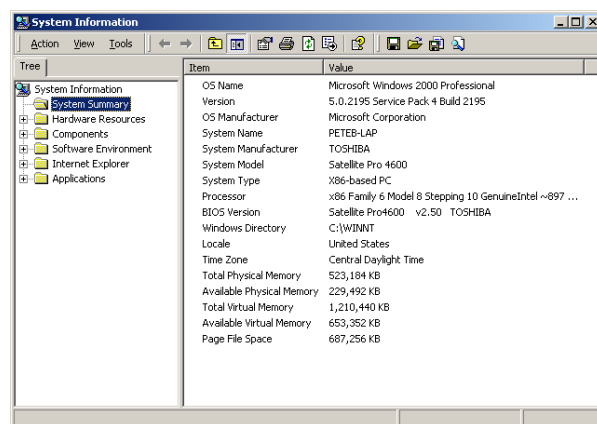 System Information
Action View Tools
Tree
Item Value
System Information
System Summary
Hardware Resources
Components
Software Environment
Internet Explorer
Applications
OS Name Microsoft Windows 2000 Professional
Version 5.0.2195 Service Pack 4 Build 2195
OS Manufacturer Microsoft Corporation
System Name PETEB-LAP
System Manufacturer TOSHIBA
System Model Satellite Pro 4600
System Type X86-based PC
Processor x86 Family 6 Model 8 Stepping 10 GenuineIntel ~897 ...
BIOS Version Satellite Pro4600 v2.50 TOSHIBA
Windows Directory C:\WINNT
Locale United States
Time Zone Central Daylight Time
Total Physical Memory 523,184 KB
Available Physical Memory 229,492 KB
Total Virtual Memory 1,210,440 KB
Available Virtual Memory 653,352 KB
Page File Space 687,256 KB